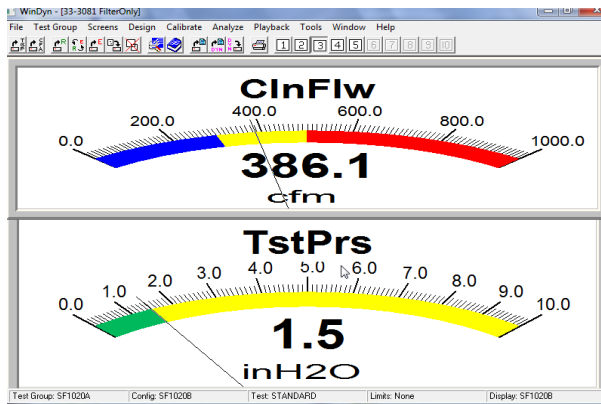 WinDyn - [33-3081 FilterOnly]
File Test Group Screens Design Calibrate Analyze Playback Tools Window Help
1 2 3 4 5 6 7 8 9 10
ClnFlw
0.0 200.0 400.0 600.0 800.0 1000.0
386.1
cfm
TstPrs
0.0 1.0 2.0 3.0 4.0 5.0 6.0 7.0 8.0 9.0 10.0
1.5
inH2O
Test Group: SF1020A Config: SF1020B Test: STANDARD Limits: None Display: SF1020B